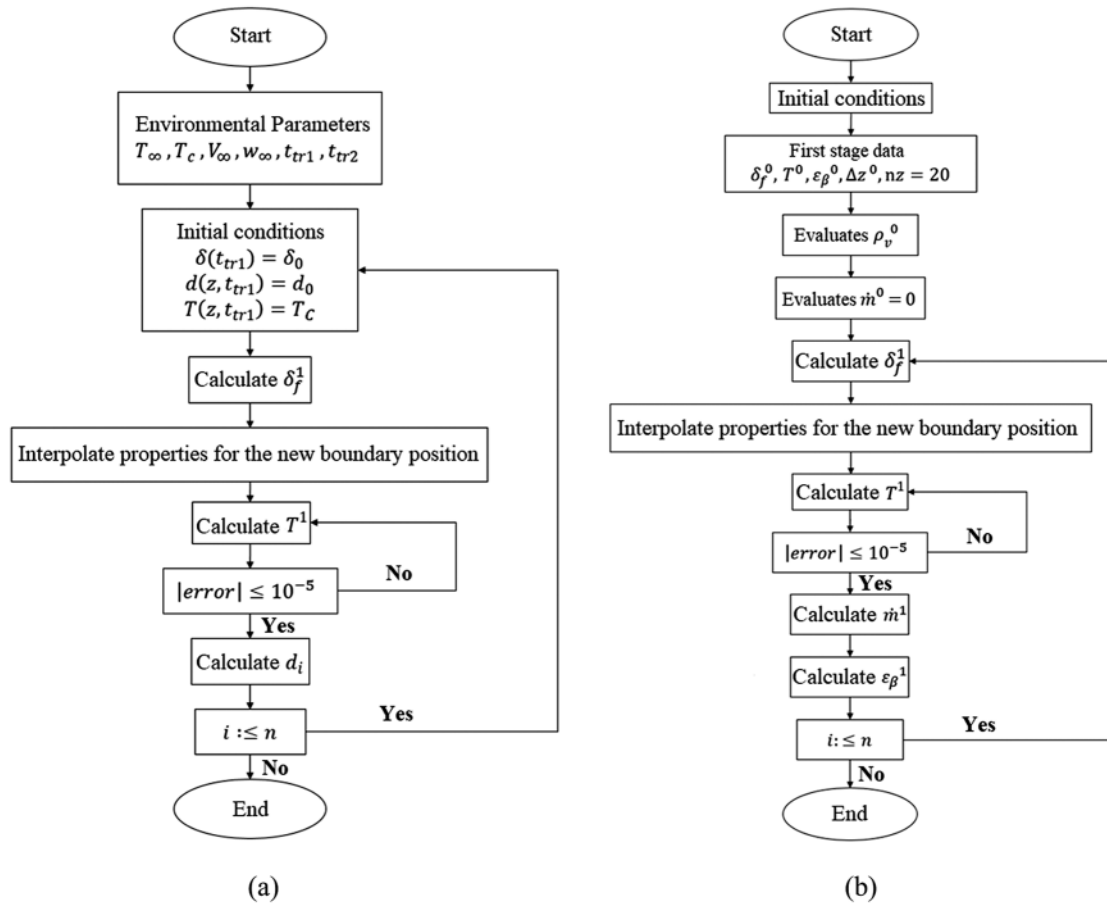 Start
Environmental Parameters
T∞ , Tc , V∞ , w∞ , ttr1 , ttr2
Initial conditions
δ(ttr1) = δ0
d(z, ttr1) = d0
T(z, ttr1) = TC
Calculate δf¹
Interpolate properties for the new boundary position
Calculate T¹
|error| ≤ 10⁻⁵
No
Yes
Calculate di
i :≤ n
Yes
No
End
(a)
Start
Initial conditions
First stage data
δf⁰, T⁰, εβ⁰, Δz⁰, nz = 20
Evaluates ρv⁰
Evaluates ṁ⁰ = 0
Calculate δf¹
Interpolate properties for the new boundary position
Calculate T¹
|error| ≤ 10⁻⁵
No
Yes
Calculate ṁ¹
Calculate εβ¹
i: ≤ n
Yes
No
End
(b)